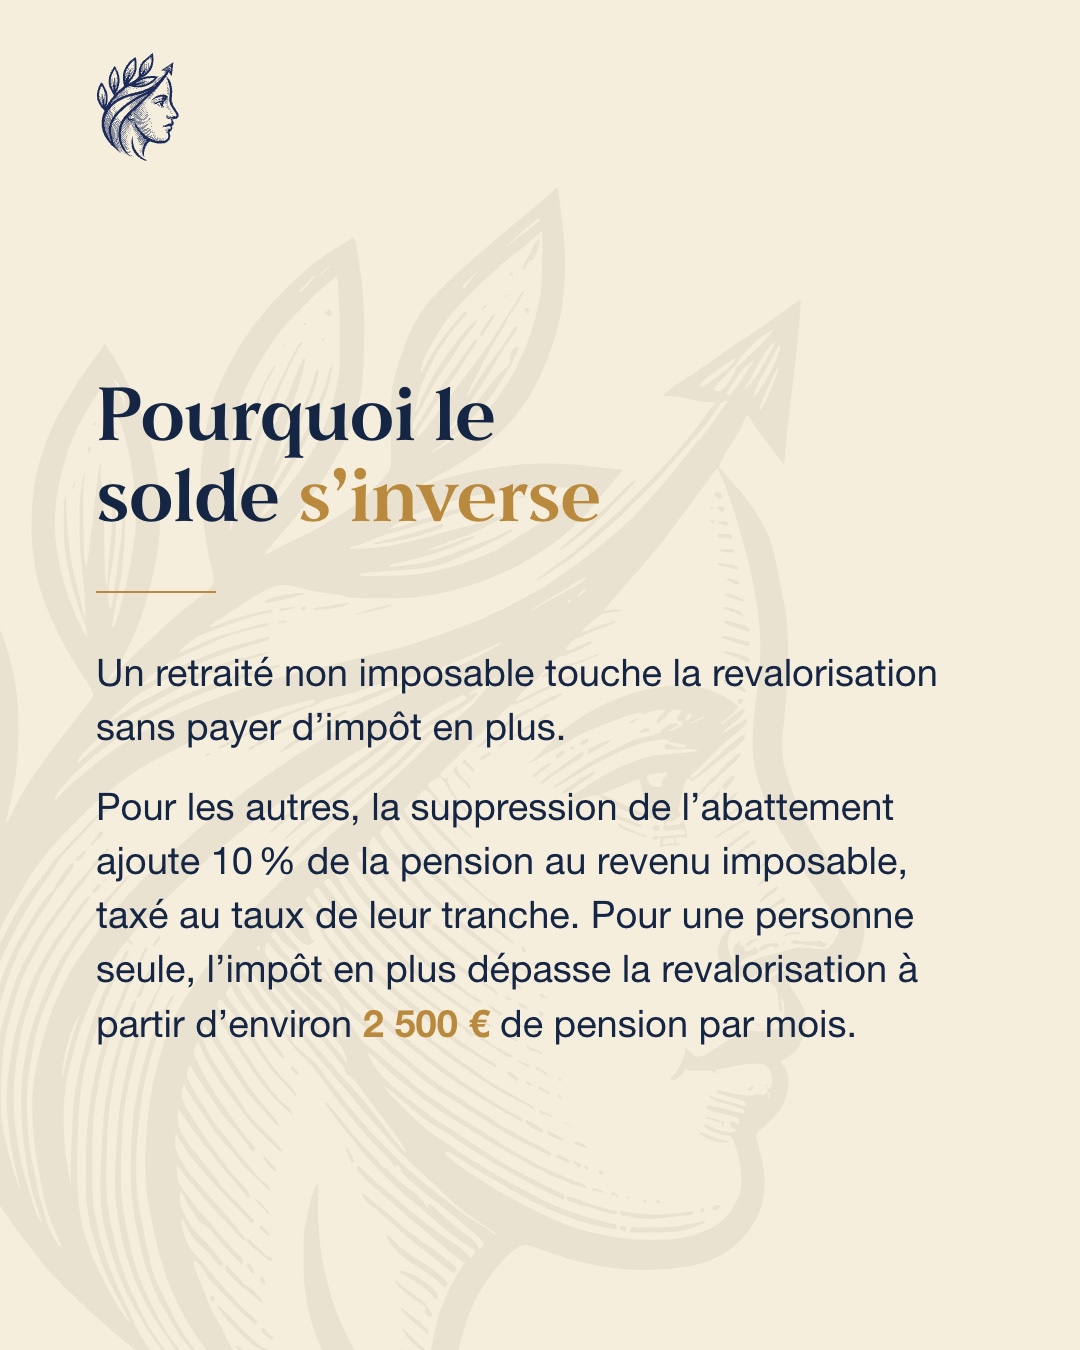 Pourquoi le
solde s’inverse
Un retraité non imposable touche la revalorisation
sans payer d’impôt en plus.
Pour les autres, la suppression de l’abattement
ajoute 10 % de la pension au revenu imposable,
taxé au taux de leur tranche. Pour une personne
seule, l’impôt en plus dépasse la revalorisation à
partir d’environ 2 500 € de pension par mois.